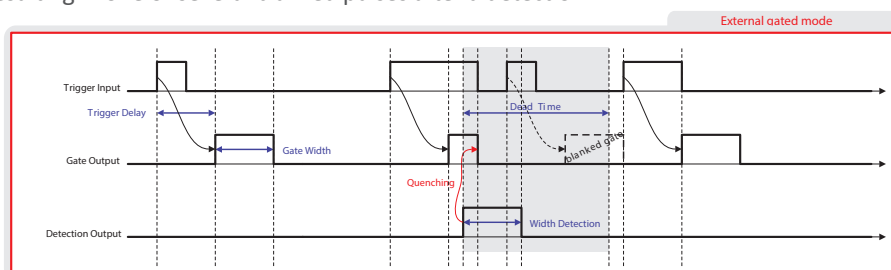 External gated mode
Trigger Input
Trigger Delay
Dead Time
Gate Width
Gate Output
blanked gate
Quenching
Width Detection
Detection Output